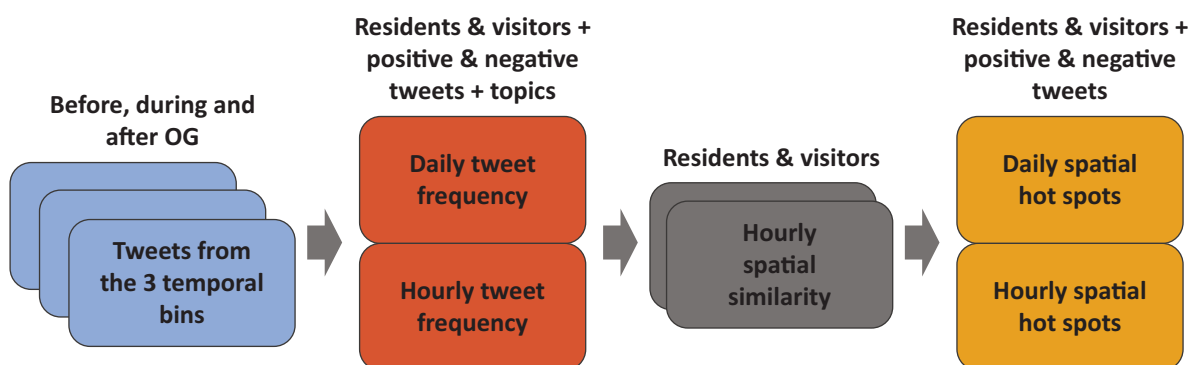 Before, during and
after OG
Tweets from
the 3 temporal
bins
Residents & visitors +
positive & negative
tweets + topics
Daily tweet
frequency
Hourly tweet
frequency
Residents & visitors
Hourly
spatial
similarity
Residents & visitors +
positive & negative
tweets
Daily spatial
hot spots
Hourly spatial
hot spots